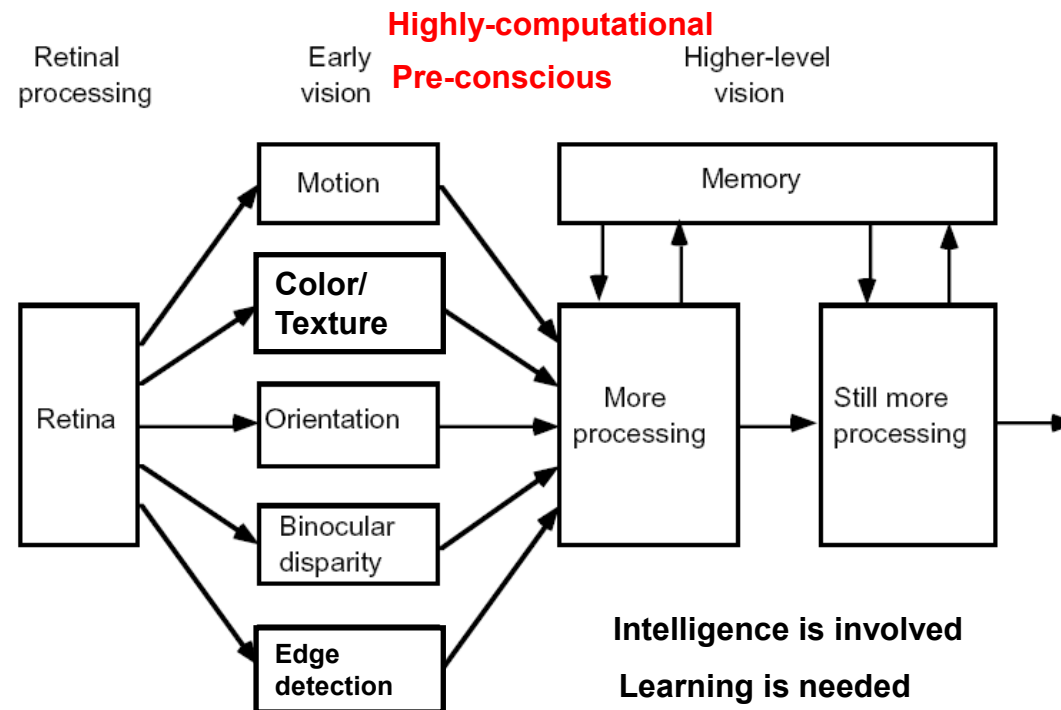 Highly-computational
Pre-conscious
Retinal
processing
Early
vision
Higher-level
vision
Motion
Memory
Color/
Texture
Retina
Orientation
More
processing
Still more
processing
Binocular
disparity
Edge
detection
Intelligence is involved
Learning is needed